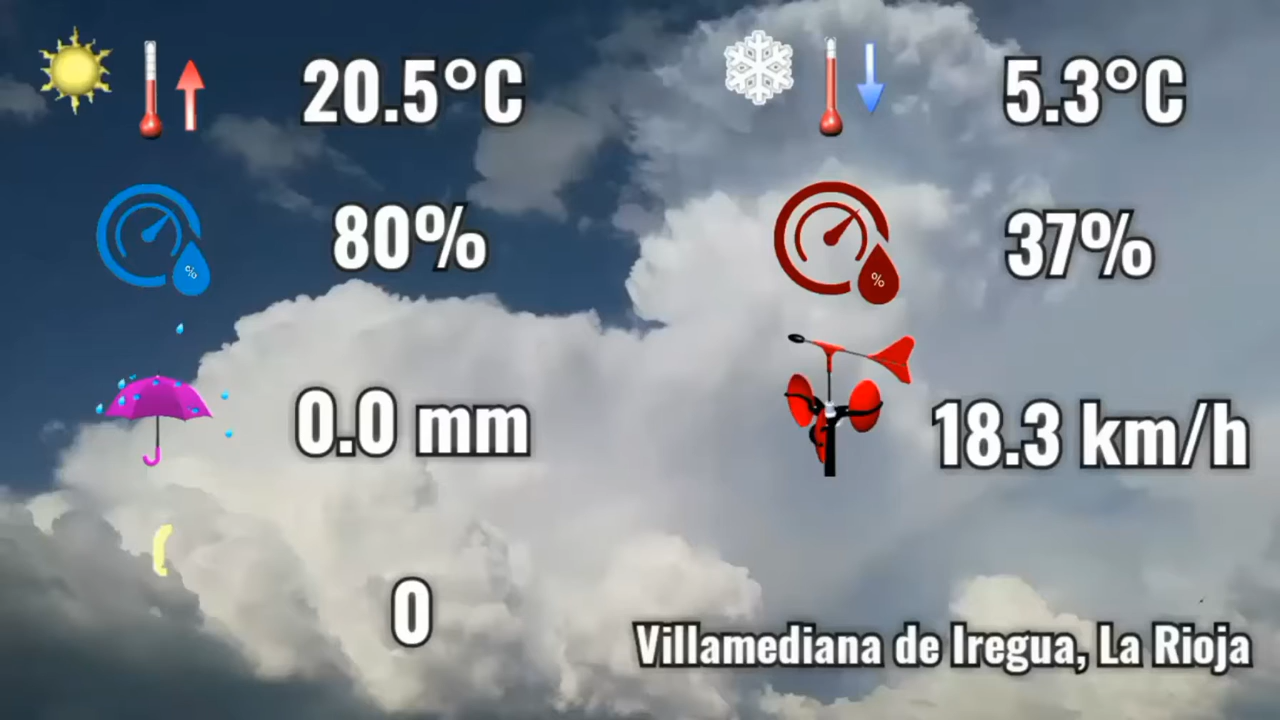 20.5°C
5.3°C
80%
37%
%
%
0.0 mm
18.3 km/h
0
Villamediana de Iregua, La Rioja